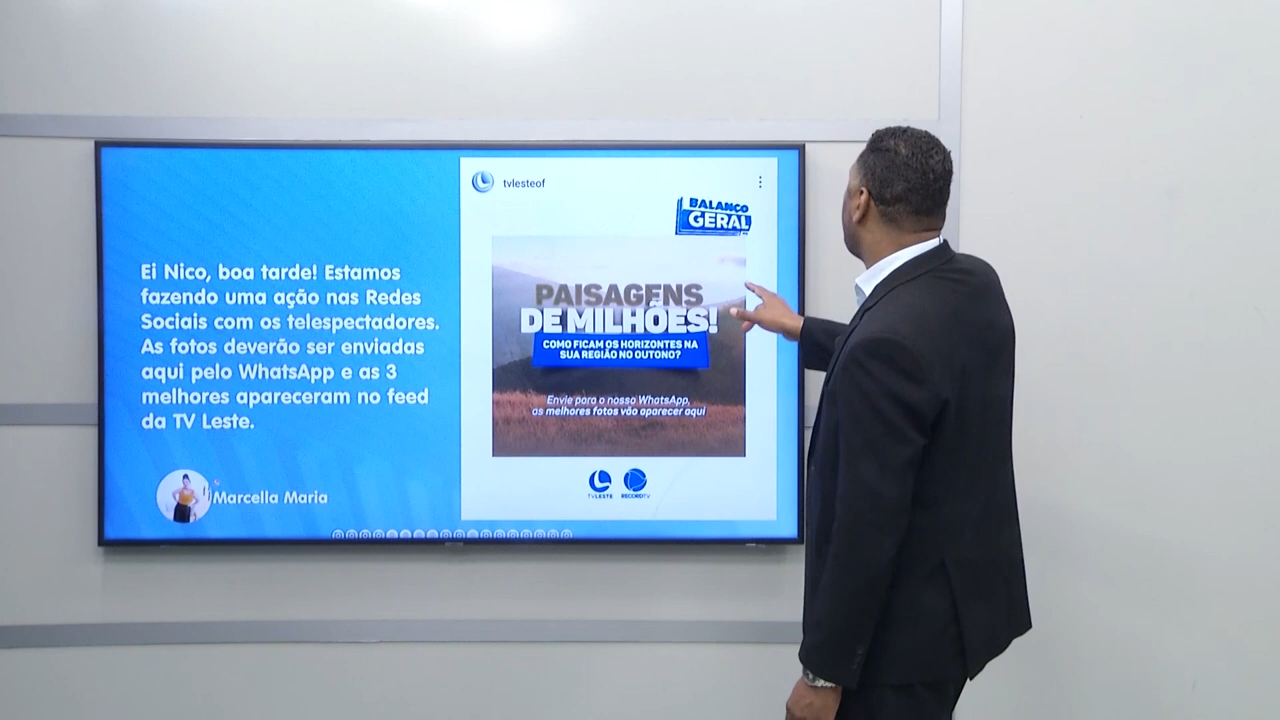 Ei Nico, boa tarde! Estamos
fazendo uma ação nas Redes
Sociais com os telespectadores.
As fotos deverão ser enviadas
aqui pelo WhatsApp e as 3
melhores apareceram no feed
da TV Leste.
Marcella Maria
tvlesteof
BALANÇO
GERAL
PAISAGENS
DE MILHÕES!
COMO FICAM OS HORIZONTES NA
SUA REGIÃO NO OUTONO?
Envie para o nosso WhatsApp,
as melhores fotos vão aparecer aqui
TVLESTE
RECORDTV